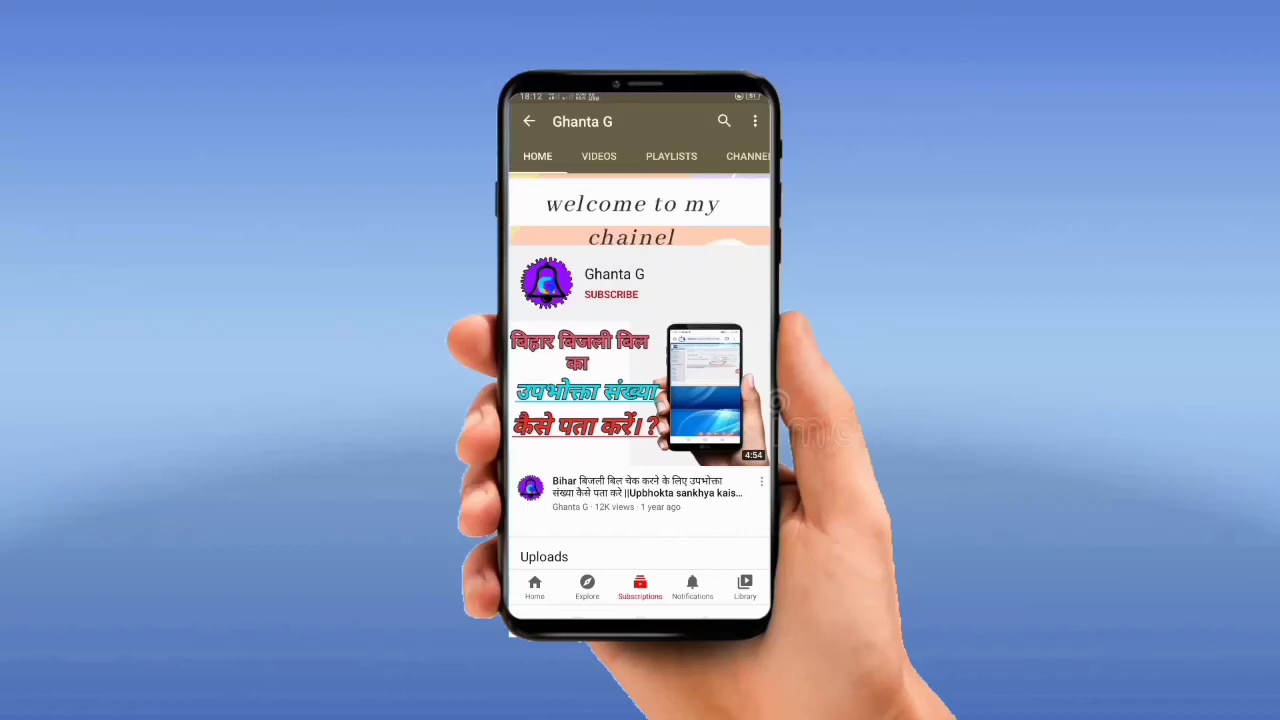 18.12
Ghanta G
HOME VIDEOS PLAYLISTS CHANNE
welcome to my
chainel
Ghanta G
SUBSCRIBE
बिहार बिजली बिल
का
उपभोक्ता संख्या
कैसे पता करें। ?
4:54
Bihar बिजली बिल चेक करने के लिए उपभोक्ता
संख्या कैसे पता करे ||Upbhokta sankhya kais...
Ghanta G · 12K views · 1 year ago
Uploads
Home Explore Subscriptions Notifications Library